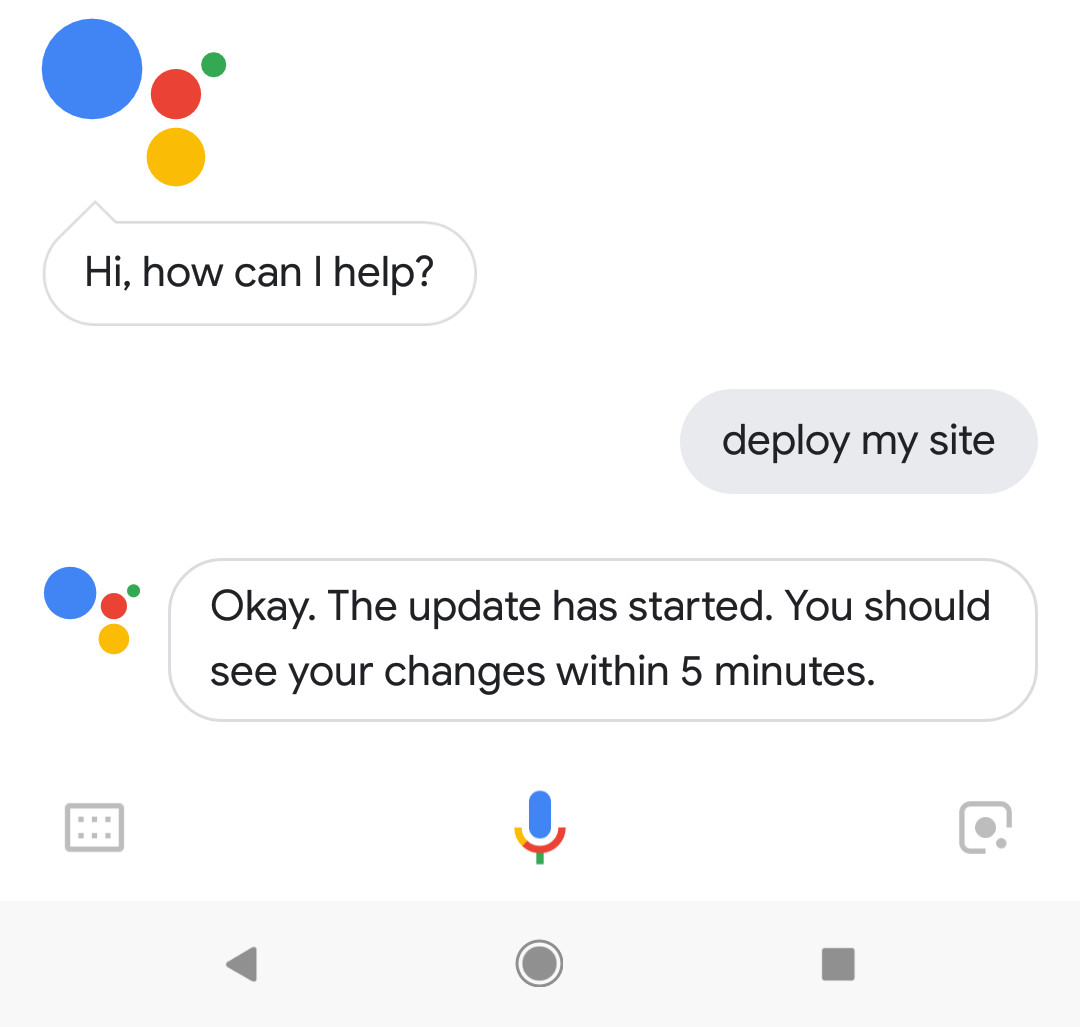 Hi, how can I help?
deploy my site
Okay. The update has started. You should
see your changes within 5 minutes.